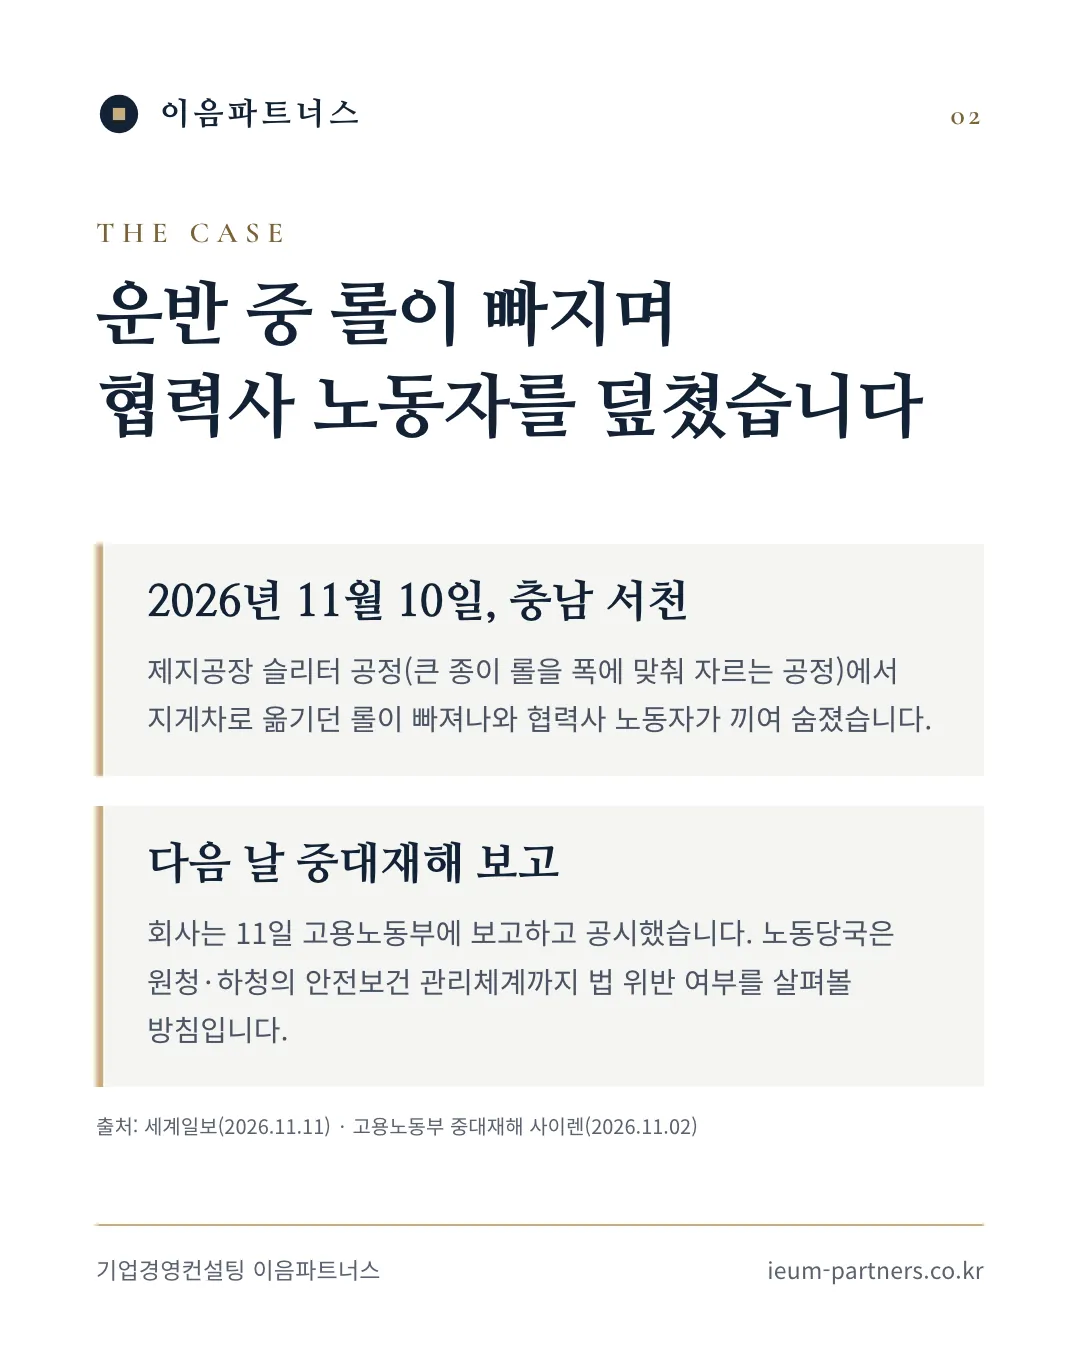 이음파트너스
02
THE CASE
운반 중 롤이 빠지며
협력사 노동자를 덮쳤습니다
2026년 11월 10일, 충남 서천
제지공장 슬리터 공정(큰 종이 롤을 폭에 맞춰 자르는 공정)에서
지게차로 옮기던 롤이 빠져나와 협력사 노동자가 끼여 숨졌습니다.
다음 날 중대재해 보고
회사는 11일 고용노동부에 보고하고 공시했습니다. 노동당국은
원청·하청의 안전보건 관리체계까지 법 위반 여부를 살펴볼
방침입니다.
출처: 세계일보(2026.11.11) · 고용노동부 중대재해 사이렌(2026.11.02)
기업경영컨설팅 이음파트너스
ieum-partners.co.kr